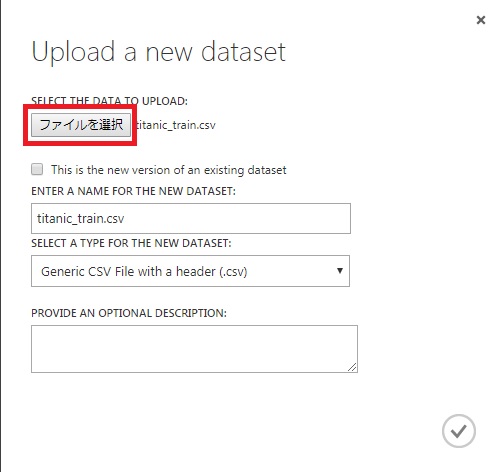 Upload a new dataset
SELECT THE DATA TO UPLOAD:
ファイルを選択 titanic_train.csv
This is the new version of an existing dataset
ENTER A NAME FOR THE NEW DATASET:
titanic_train.csv
SELECT A TYPE FOR THE NEW DATASET:
Generic CSV File with a header (.csv)
PROVIDE AN OPTIONAL DESCRIPTION: